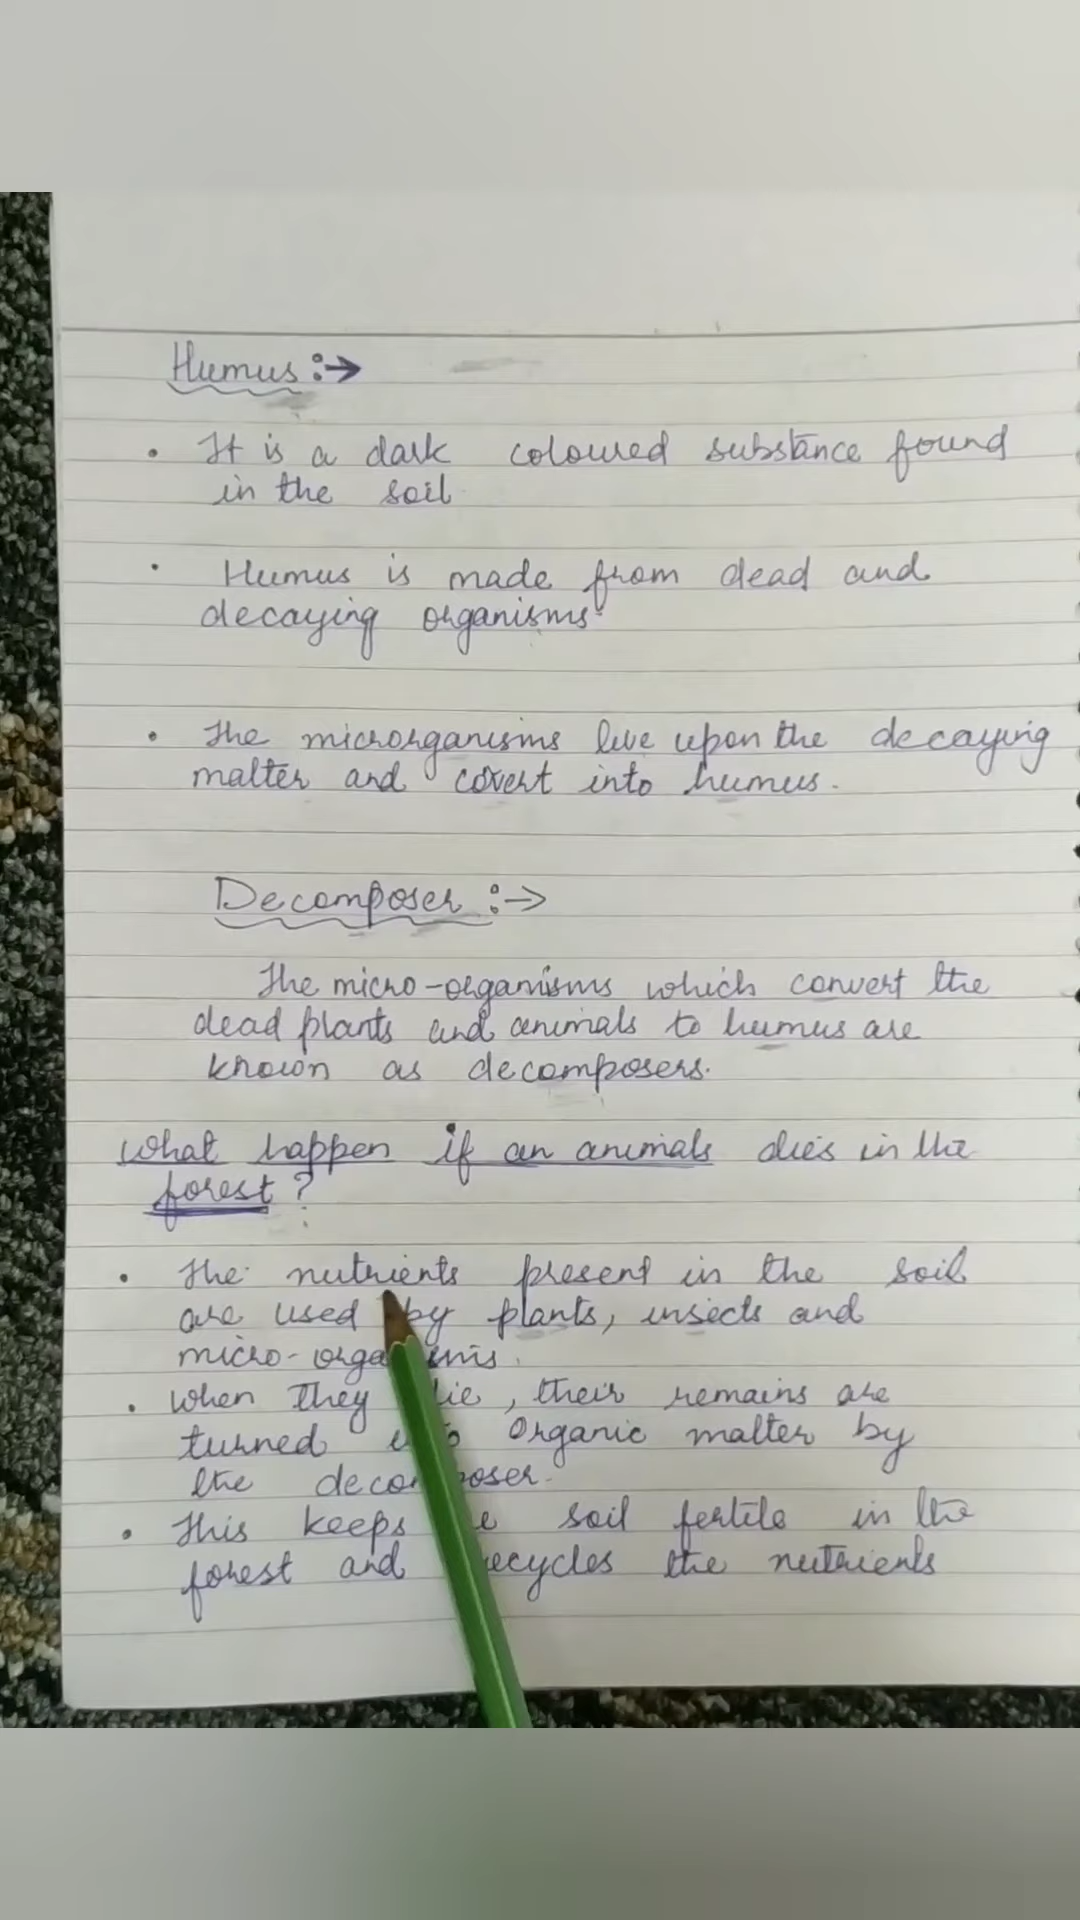 Humus :→
• It is a dark coloured substance found
in the soil.
• Humus is made from dead and
decaying organisms.
• The microrganisms live upon the decaying
matter and covert into humus.
Decomposer :→
The micro-organisms which convert the
dead plants and animals to humus are
known as decomposers.
What happen if an animals dies in the
forest ?
• The nutrients present in the soil
are used by plants, insects and
micro-
• When they , their remains are
turned organic matter by
the
• This keeps soil fertile in the
forest and the nutrients